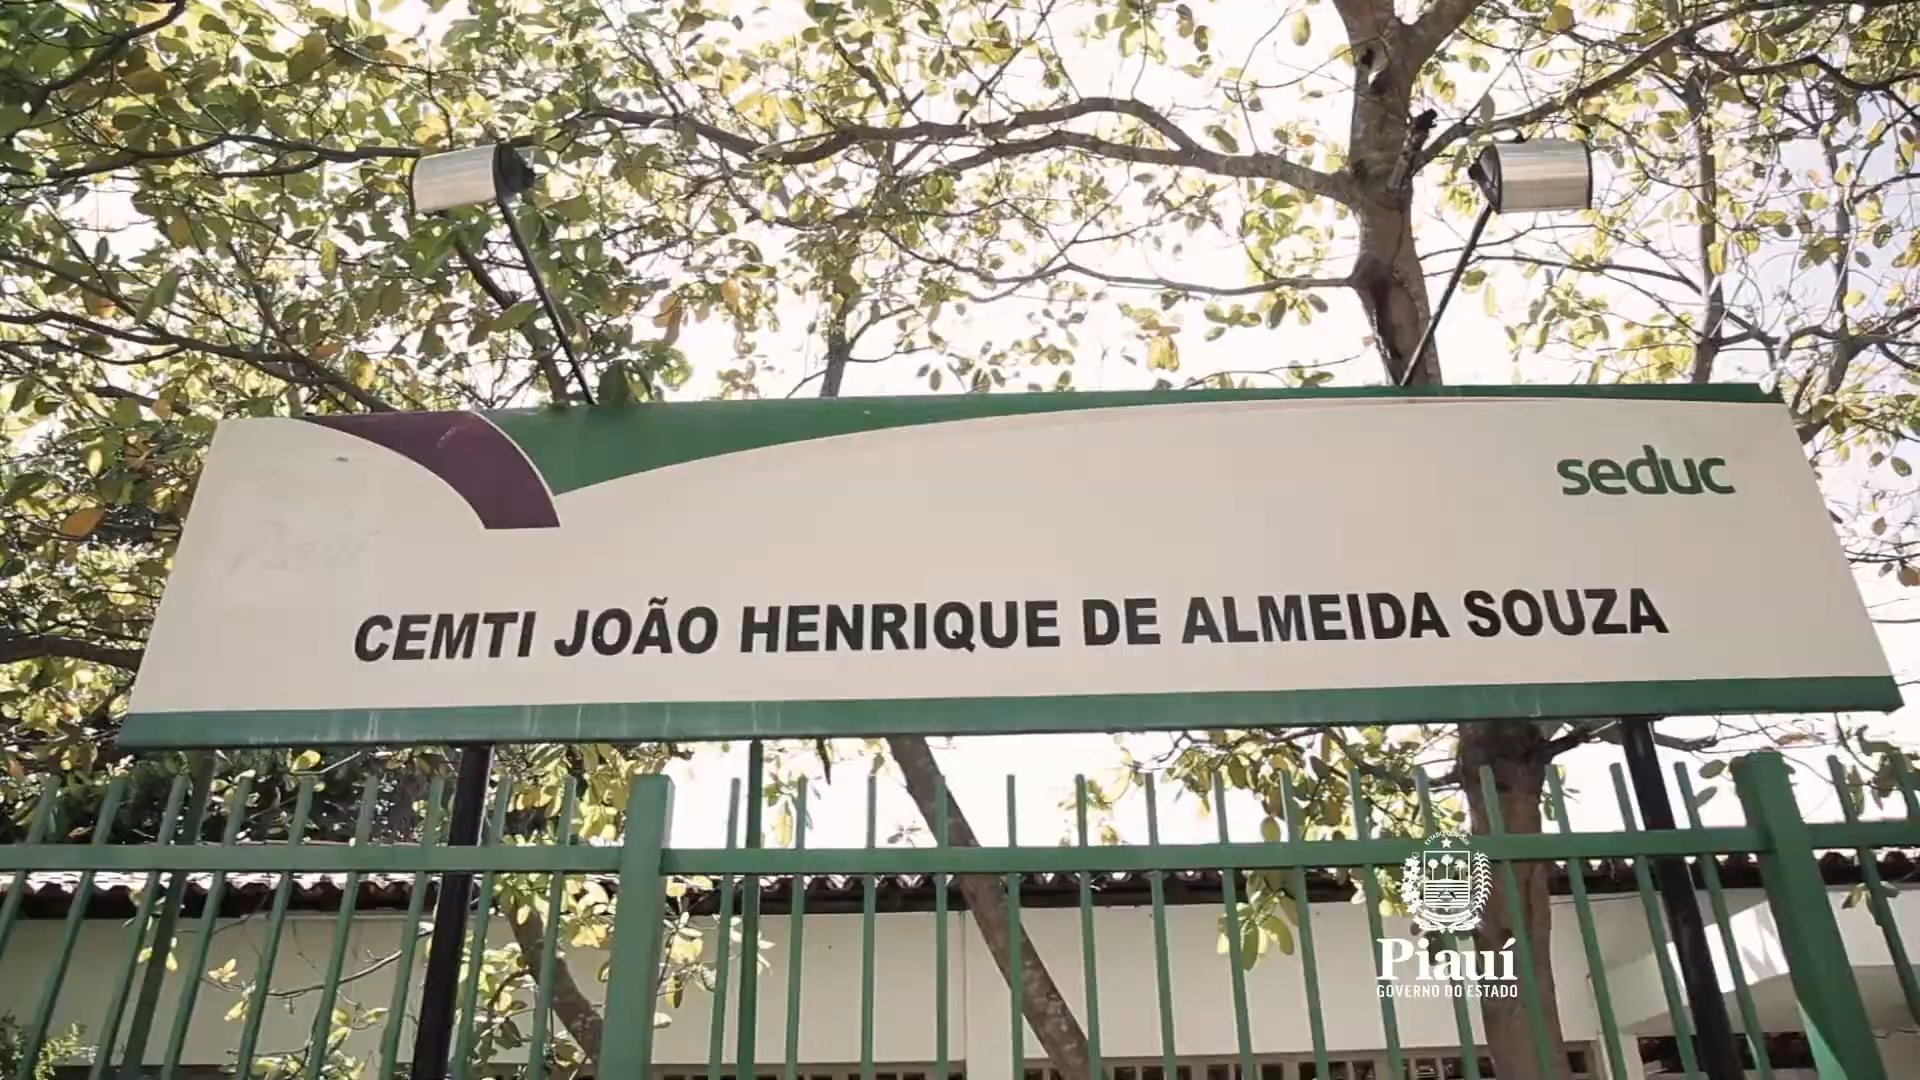 seduc
CEMTI JOÃO HENRIQUE DE ALMEIDA SOUZA
Piauí
GOVERNO DO ESTADO